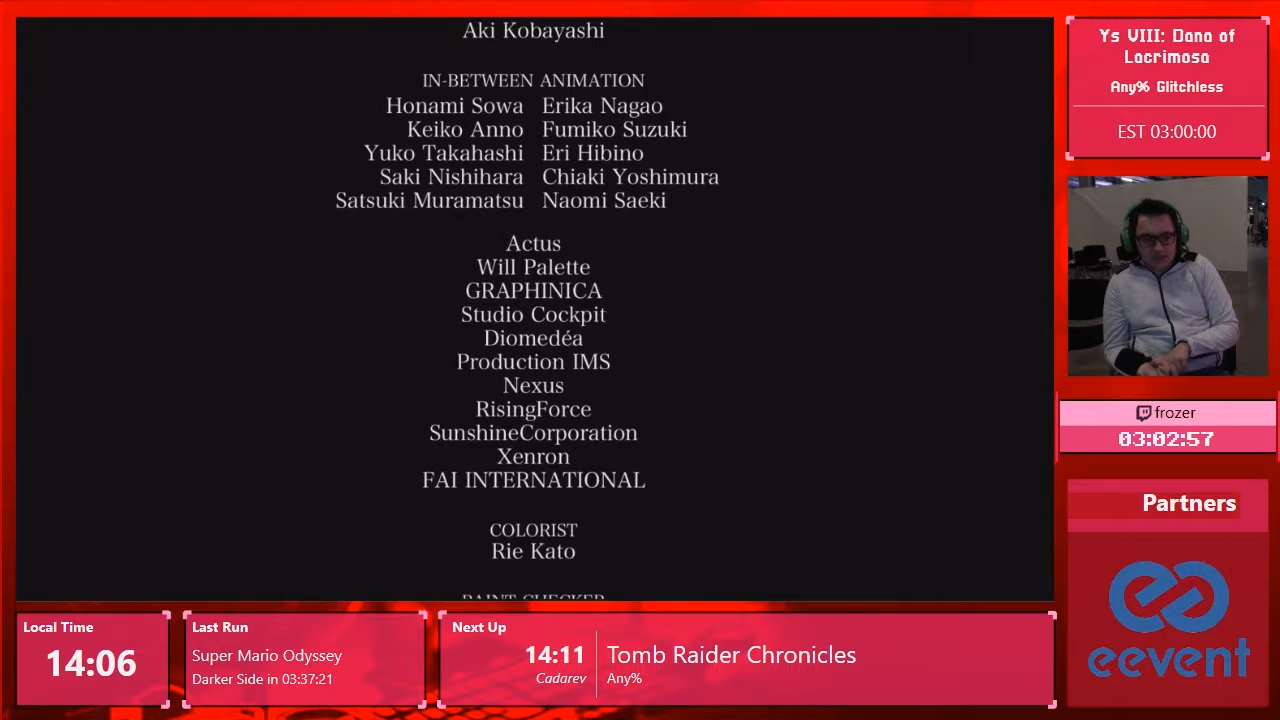 Aki Kobayashi
IN-BETWEEN ANIMATION
Honami Sowa Erika Nagao
Keiko Anno Fumiko Suzuki
Yuko Takahashi Eri Hibino
Saki Nishihara Chiaki Yoshimura
Satsuki Muramatsu Naomi Saeki
Actus
Will Palette
GRAPHINICA
Studio Cockpit
Diomedéa
Production IMS
Nexus
RisingForce
SunshineCorporation
Xenron
FAI INTERNATIONAL
COLORIST
Rie Kato
PAINT CHECKER
Ys VIII: Dana of
Lacrimosa
Any% Glitchless
EST 03:00:00
frozer
03:02:57
Partners
eevent
Local Time
14:06
Last Run
Super Mario Odyssey
Darker Side in 03:37:21
Next Up
14:11
Cadarev
Tomb Raider Chronicles
Any%